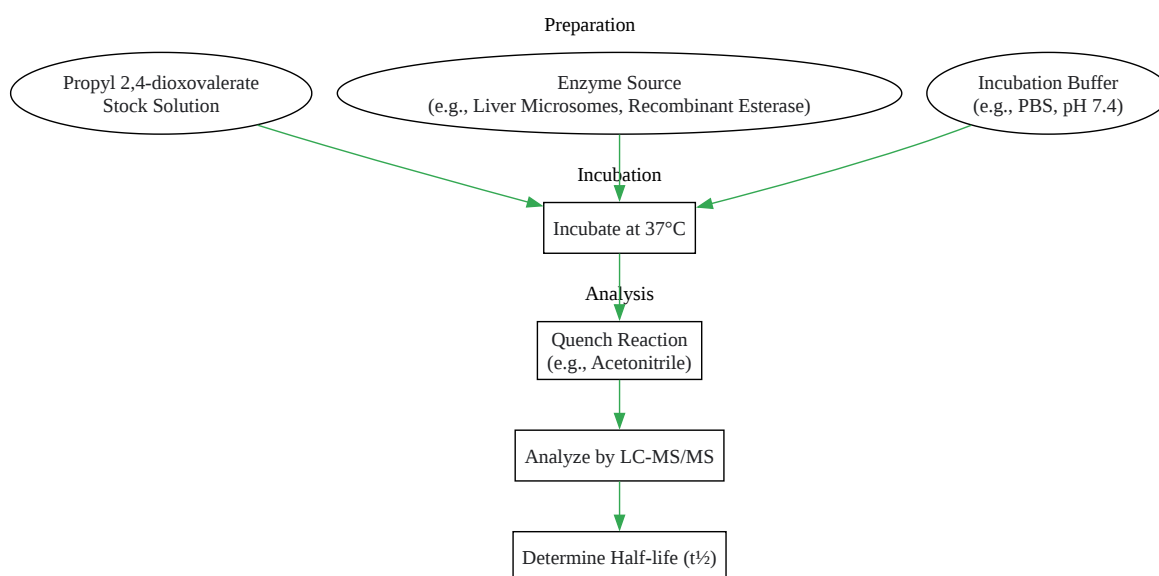 Preparation
Propyl 2,4-dioxovalerate
Stock Solution
Enzyme Source
(e.g., Liver Microsomes, Recombinant Esterase)
Incubation Buffer
(e.g., PBS, pH 7.4)
Incubation
Incubate at 37°C
Analysis
Quench Reaction
(e.g., Acetonitrile)
Analyze by LC-MS/MS
Determine Half-life (t½)